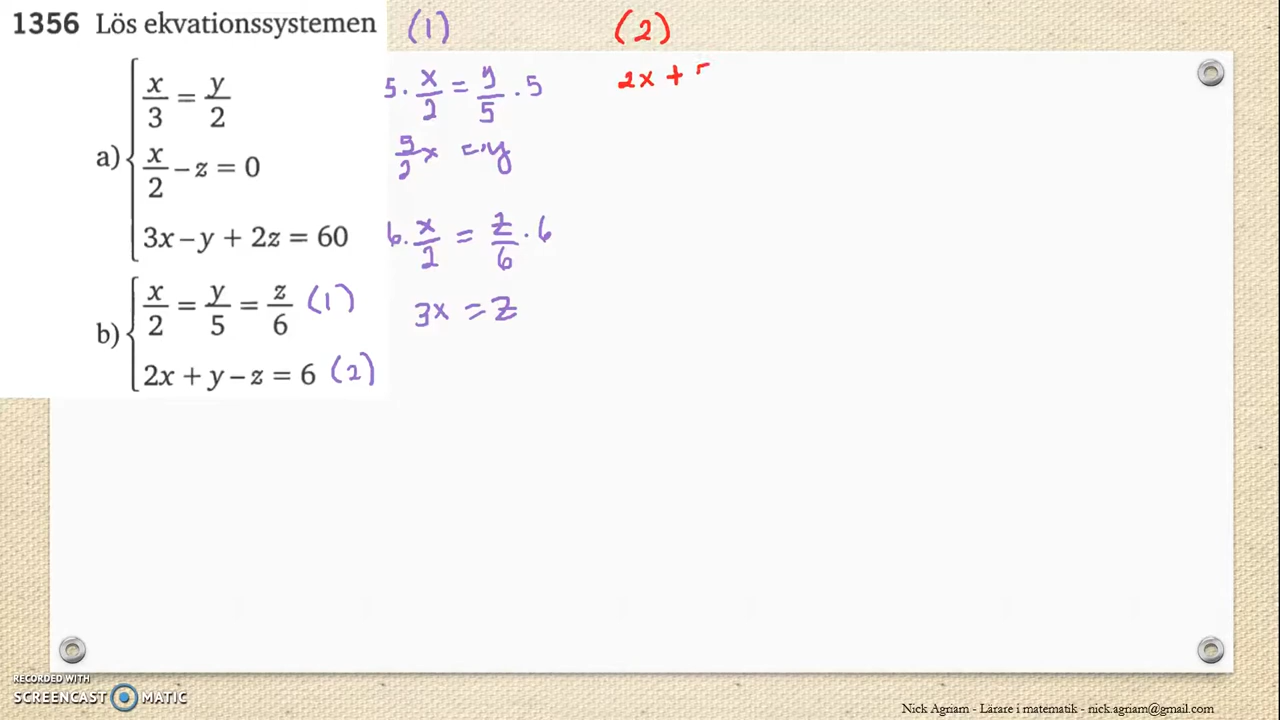 1356 Lös ekvationssystemen
a) { x/3 = y/2
x/2 – z = 0
3x – y + 2z = 60
b) { x/2 = y/5 = z/6 (1)
2x + y – z = 6 (2)
(1)
5 · x/2 = y/5 · 5
5/2 x = y
6 · x/2 = z/6 · 6
3x = z
(2)
2x +
RECORDED WITH
SCREENCAST MATIC
Nick Agnam - Lärare i matematik - nick.agnam@gmail.com